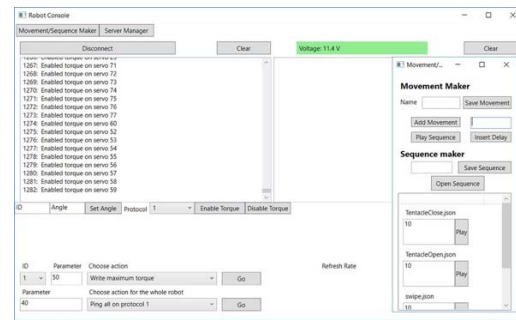 Robot Console
Movement/Sequence Maker Server Manager
Disconnect Clear Voltage: 11.4 V Clear
1267: Enabled torque on servo 71
1268: Enabled torque on servo 72
1269: Enabled torque on servo 73
1270: Enabled torque on servo 74
1271: Enabled torque on servo 75
1272: Enabled torque on servo 76
1273: Enabled torque on servo 77
1274: Enabled torque on servo 60
1275: Enabled torque on servo 52
1276: Enabled torque on servo 53
1277: Enabled torque on servo 54
1278: Enabled torque on servo 55
1279: Enabled torque on servo 56
1280: Enabled torque on servo 57
1281: Enabled torque on servo 58
1282: Enabled torque on servo 59
ID Angle Set Angle Protocol 1 Enable Torque Disable Torque
ID Parameter Choose action Refresh Rate
1 50 Write maximum torque Go
Parameter Choose action for the whole robot
40 Ping all on protocol 1 Go
Movement/...
Movement Maker
Name Save Movement
Add Movement
Play Sequence Insert Delay
Sequence maker
Save Sequence
Open Sequence
TentacleClose.json
10
Play
TentacleOpen.json
10
Play
swipe.json
10